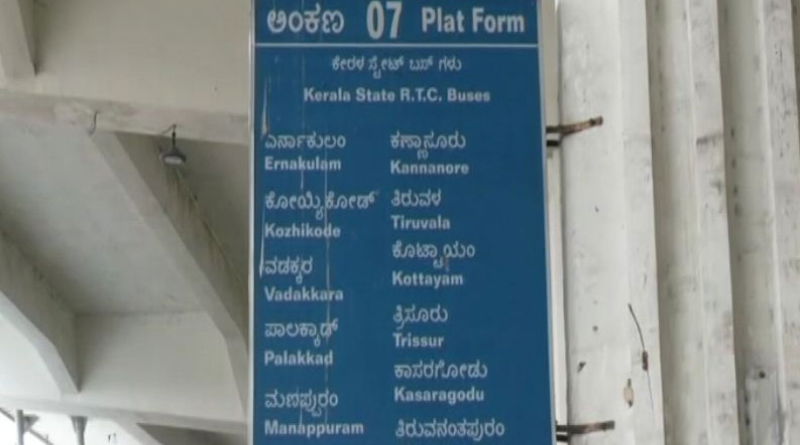 ಅಂಕಣ 07 Plat Form
ಕೇರಳ ಸ್ಟೇಟ್ ಬಸ್ ಗಳು
Kerala State R.T.C. Buses
ಎರ್ನಾಕುಲಂ
Ernakulam
ಕೋಯ್ಯಿಕೋಡ್
Kozhikode
ವಡಕ್ಕರ
Vadakkara
ಪಾಲಕ್ಕಾಡ್
Palakkad
ಮಣಪ್ಪುರಂ
Manappuram
ಕಣ್ಣಾನೂರು
Kannanore
ತಿರುವಳ
Tiruvala
ಕೊಟ್ಟಾಯಂ
Kottayam
ತ್ರಿಸೂರು
Trissur
ಕಾಸರಗೋಡು
Kasaragodu
ತಿರುವನಂತಪುರಂ